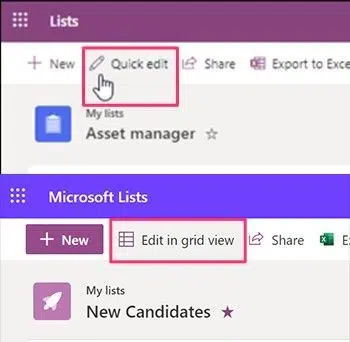 Lists
New Quick edit Share Export to Exce
My lists
Asset manager
Microsoft Lists
New Edit in grid view Share E
My lists
New Candidates